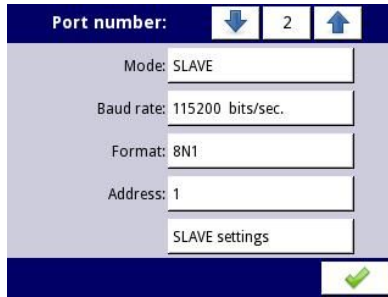 Port number: 2
Mode: SLAVE
Baud rate: 115200 bits/sec.
Format: 8N1
Address: 1
SLAVE settings